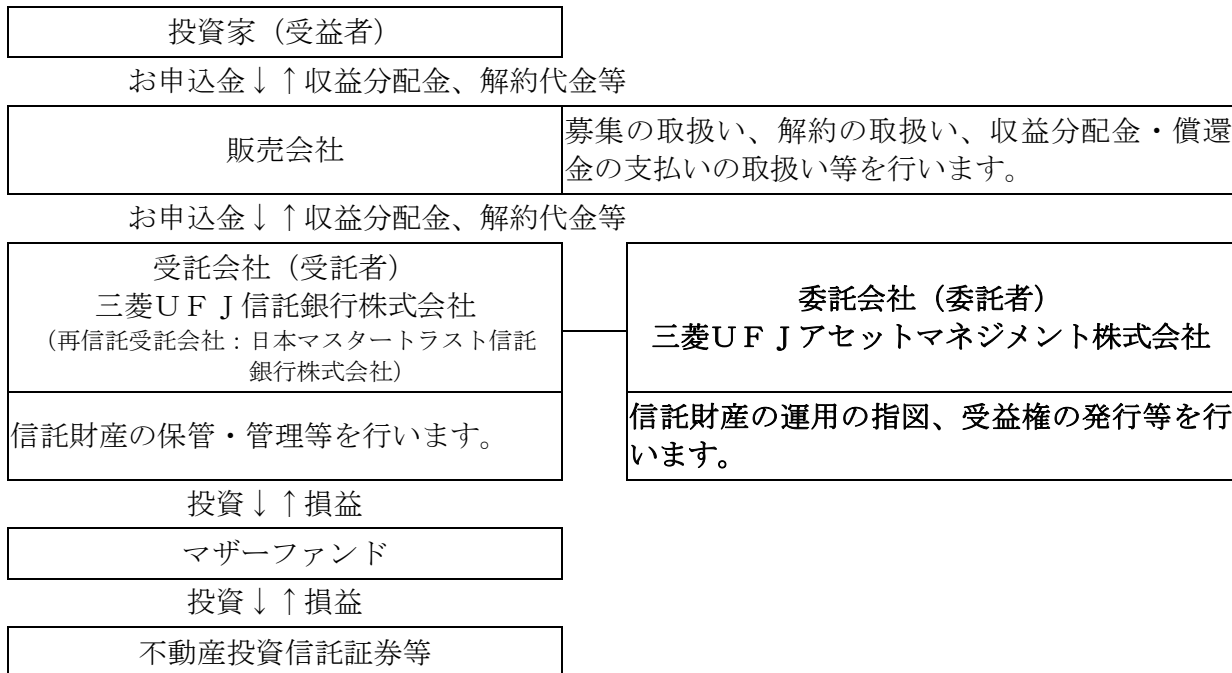 投資家（受益者）
お申込金↓↑収益分配金、解約代金等
販売会社
募集の取扱い、解約の取扱い、収益分配金・償還
金の支払いの取扱い等を行います。
お申込金↓↑収益分配金、解約代金等
受託会社（受託者）
三菱ＵＦＪ信託銀行株式会社
（再信託受託会社：日本マスタートラスト信託
銀行株式会社）
委託会社（委託者）
三菱ＵＦＪアセットマネジメント株式会社
信託財産の保管・管理等を行います。
信託財産の運用の指図、受益権の発行等を行
います。
投資↓↑損益
マザーファンド
投資↓↑損益
不動産投資信託証券等